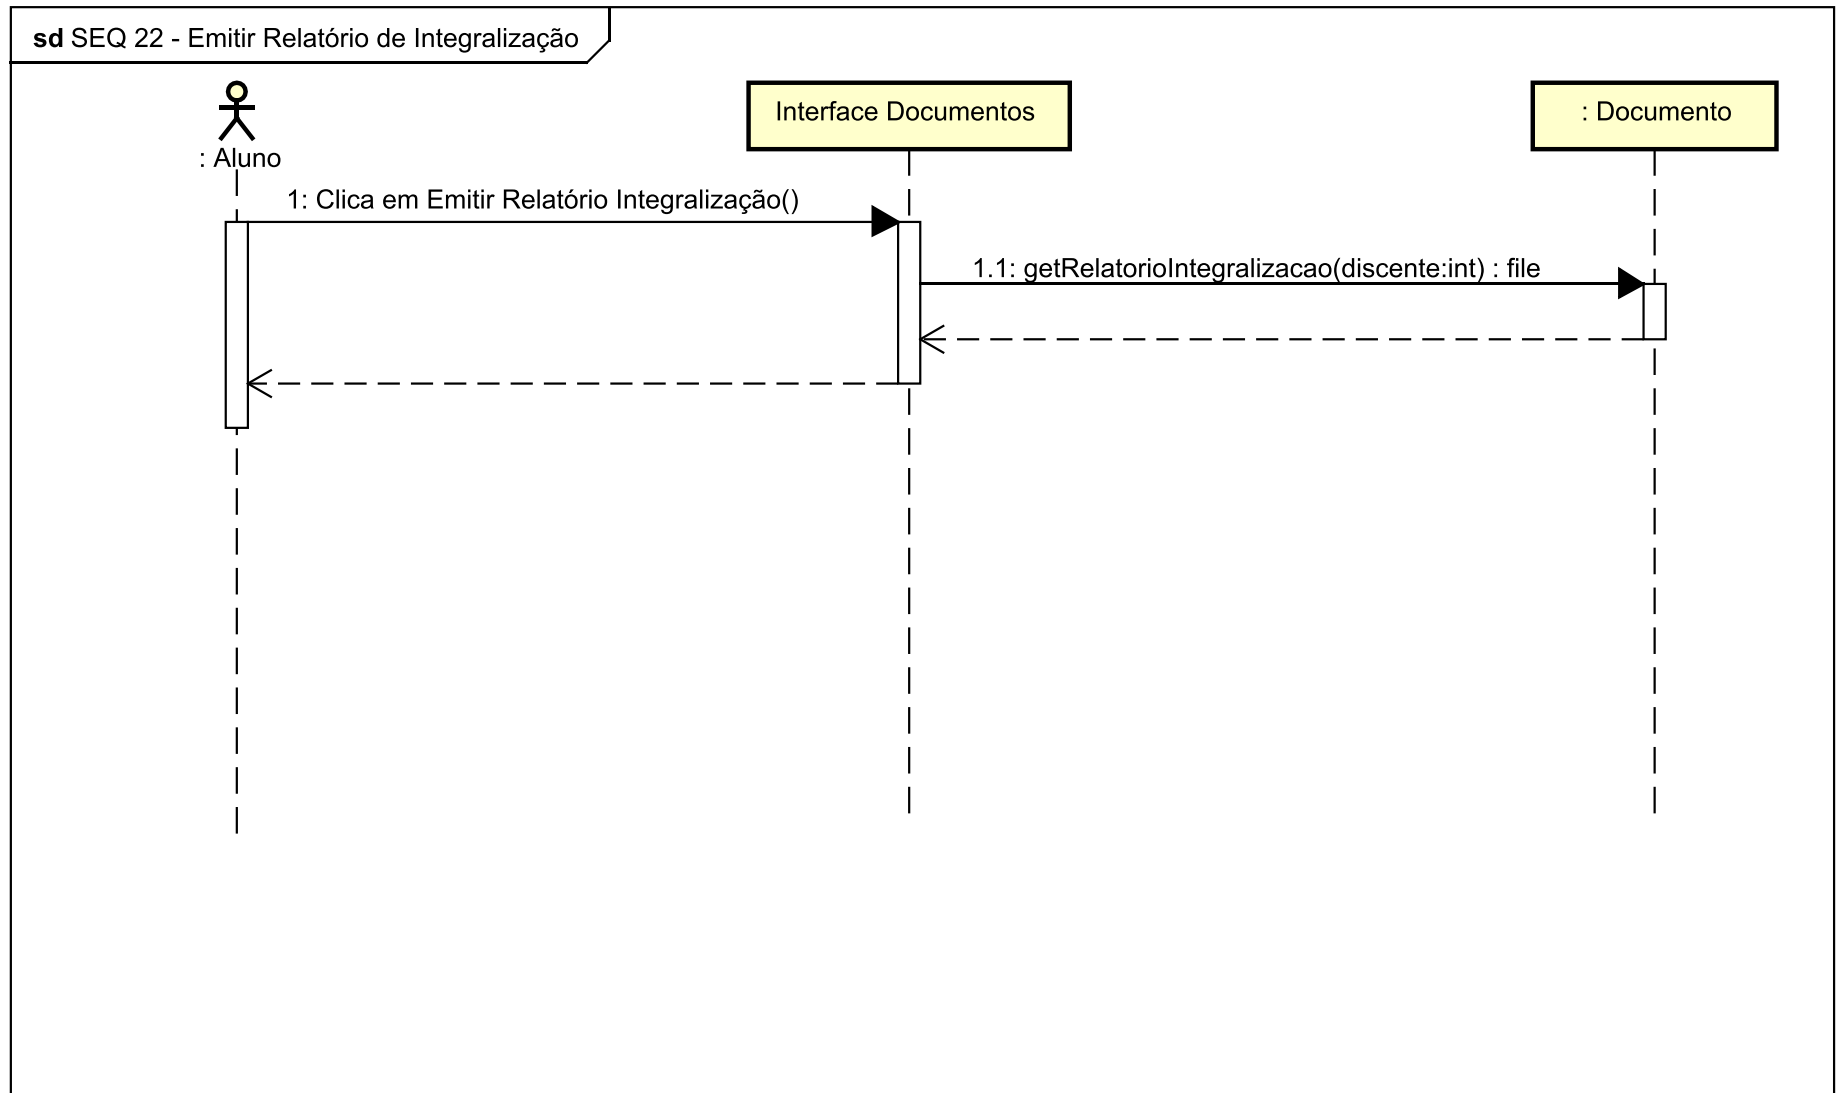 sd SEQ 22 - Emitir Relatório de Integralização
Interface Documentos
: Documento
: Aluno
1: Clica em Emitir Relatório Integralização()
1.1: getRelatorioIntegralizacao(discente:int) : file